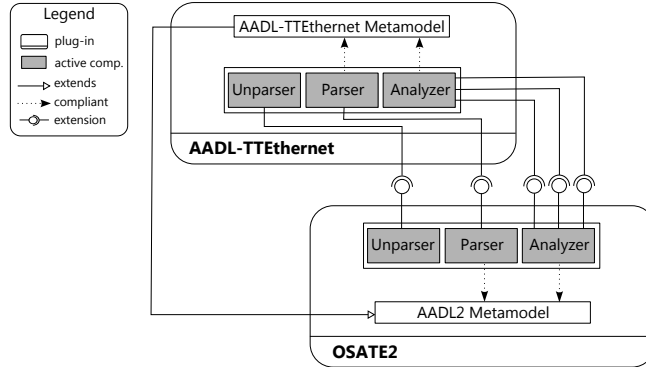 Legend
plug-in
active comp.
extends
compliant
extension
AADL-TTEthernet Metamodel
Unparser
Parser
Analyzer
AADL-TTEthernet
Unparser
Parser
Analyzer
AADL2 Metamodel
OSATE2